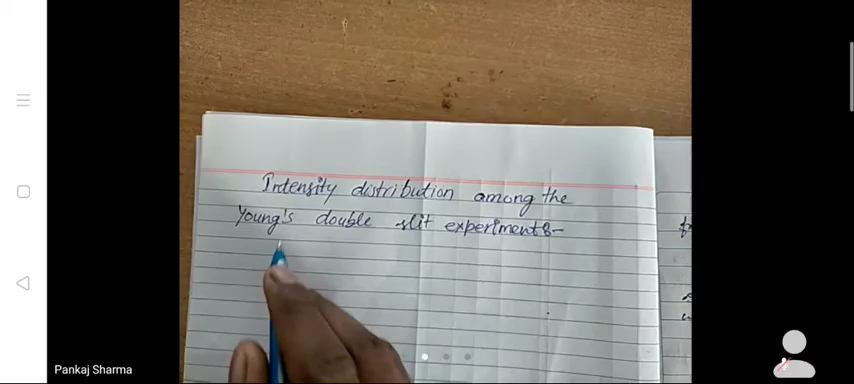 Intensity distribution among the
Young's double slit experiment:-
Pankaj Sharma